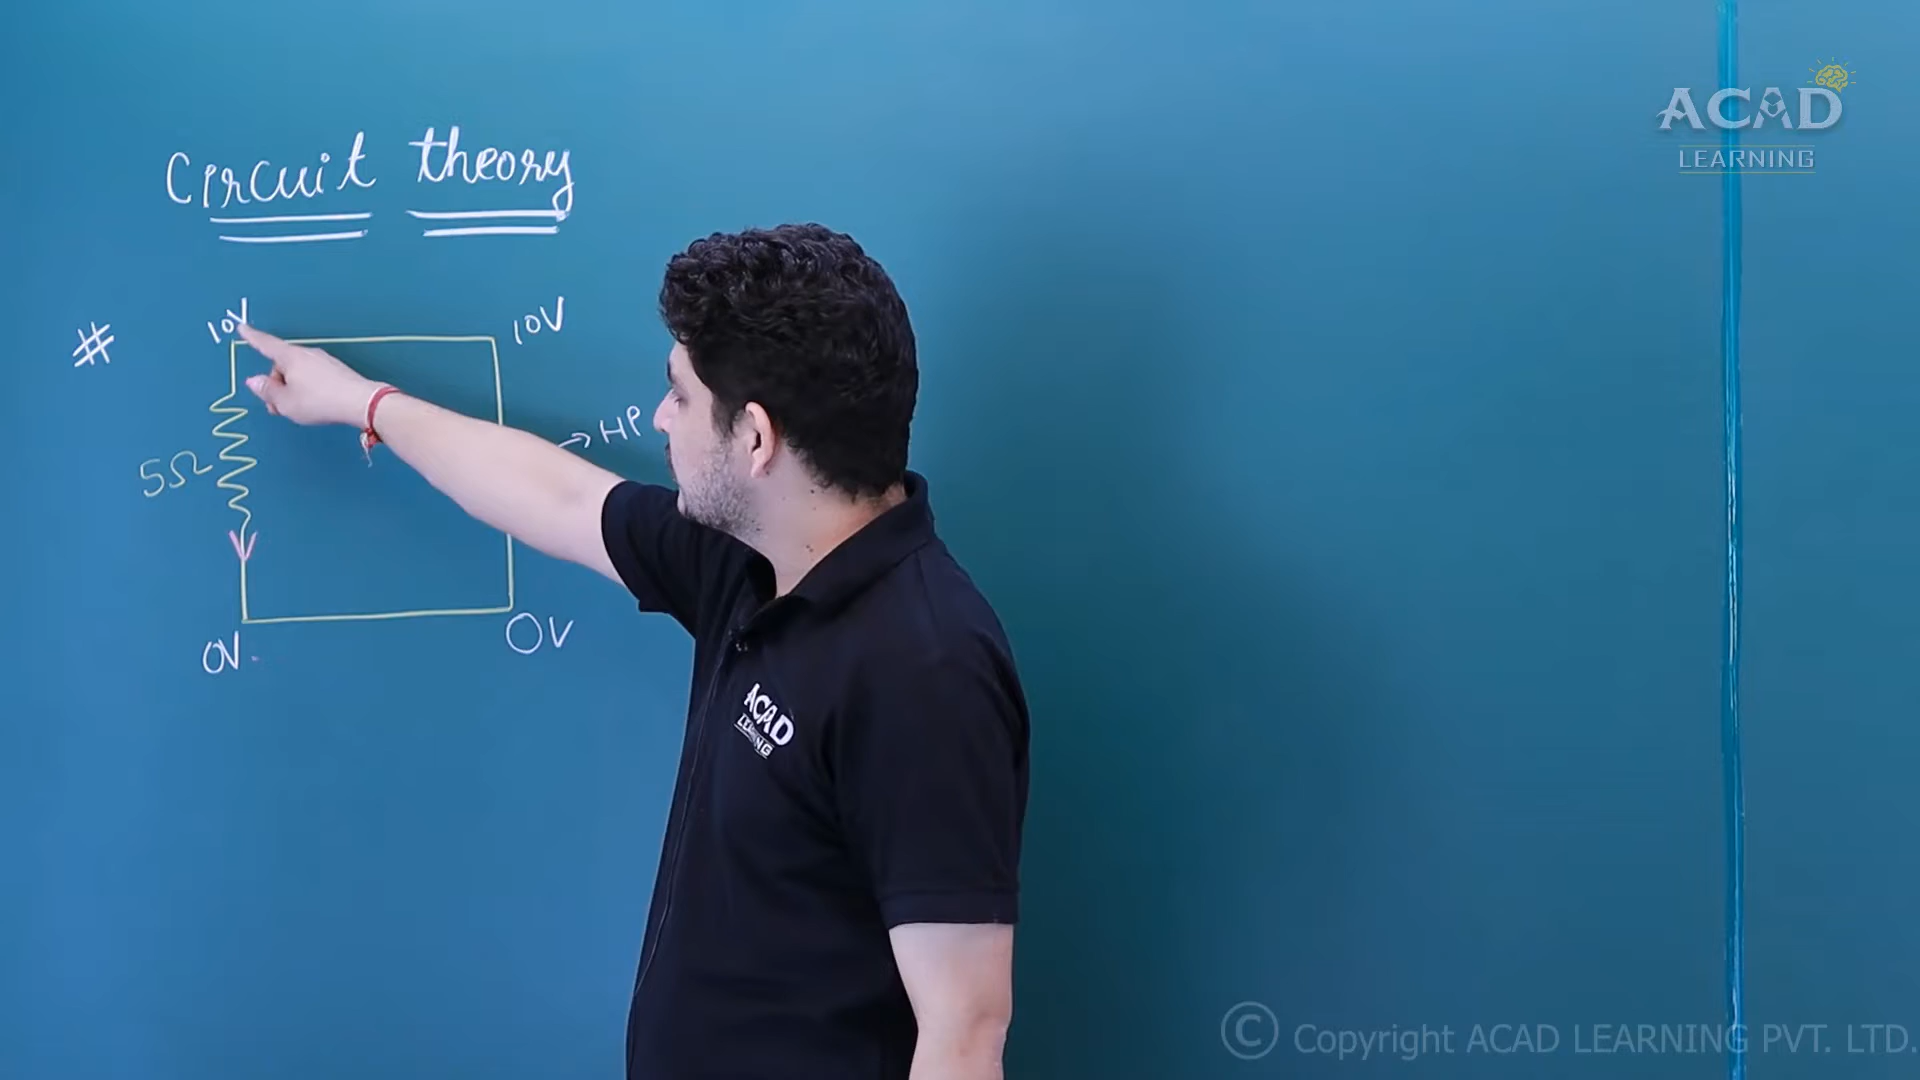 ACAD
LEARNING
Circuit theory
#
10V
10V
→ HP
5Ω
0V
0V
ACAD
LEARNING
© Copyright ACAD LEARNING PVT. LTD.